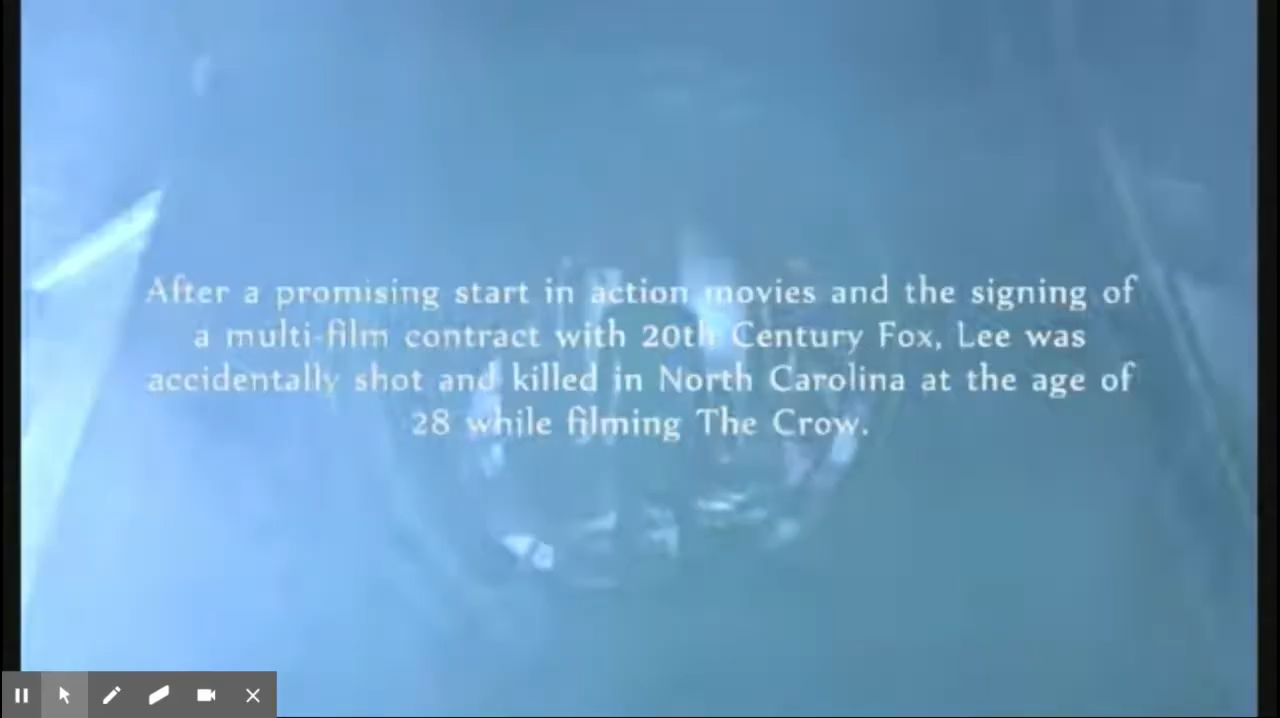 After a promising start in action movies and the signing of
a multi-film contract with 20th Century Fox, Lee was
accidentally shot and killed in North Carolina at the age of
28 while filming The Crow.